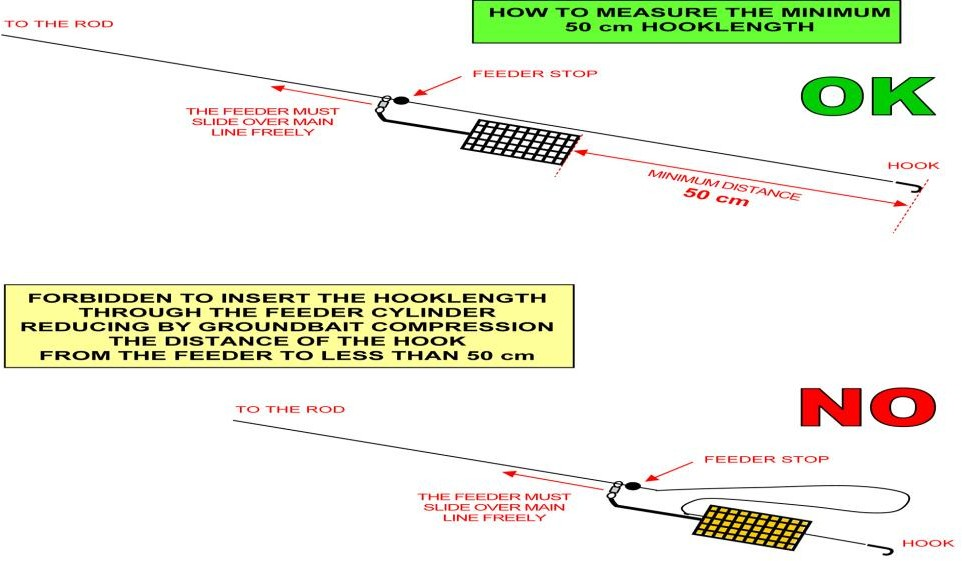 HOW TO MEASURE THE MINIMUM
50 cm HOOKLENGTH
TO THE ROD
FEEDER STOP
OK
THE FEEDER MUST
SLIDE OVER MAIN
LINE FREELY
HOOK
MINIMUM DISTANCE
50 cm
FORBIDDEN TO INSERT THE HOOKLENGTH
THROUGH THE FEEDER CYLINDER
REDUCING BY GROUNDBAIT COMPRESSION
THE DISTANCE OF THE HOOK
FROM THE FEEDER TO LESS THAN 50 cm
NO
TO THE ROD
FEEDER STOP
THE FEEDER MUST
SLIDE OVER MAIN
LINE FREELY
HOOK